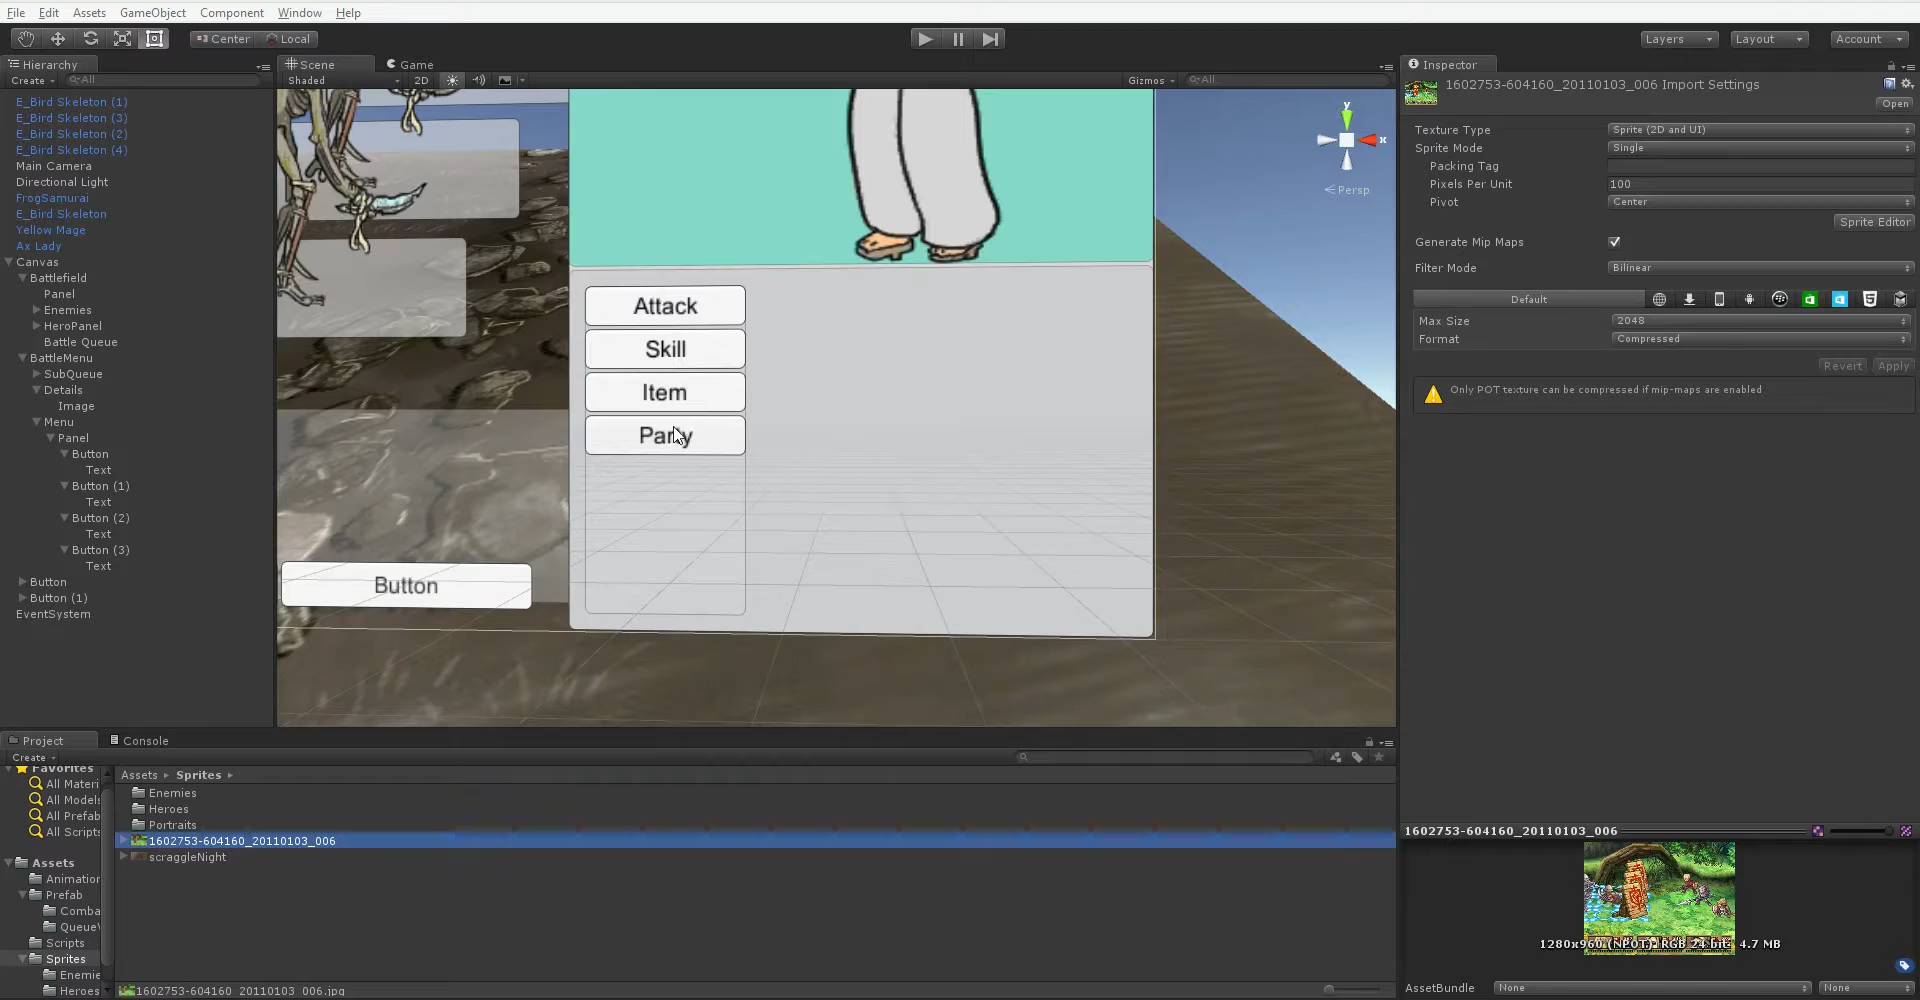 File Edit Assets GameObject Component Window Help
Center Local
Layers Layout Account
Hierarchy
Create All
E_Bird Skeleton (1)
E_Bird Skeleton (3)
E_Bird Skeleton (2)
E_Bird Skeleton (4)
Main Camera
Directional Light
FrogSamurai
E_Bird Skeleton
Yellow Mage
Ax Lady
Canvas
Battlefield
Panel
Enemies
HeroPanel
Battle Queue
BattleMenu
SubQueue
Details
Image
Menu
Panel
Button
Text
Button (1)
Text
Button (2)
Text
Button (3)
Text
Button
Button (1)
EventSystem
Scene Game
Shaded 2D Gizmos All
y
x
Persp
Attack
Skill
Item
Party
Button
Inspector
1602753-604160_20110103_006 Import Settings
Open
Texture Type Sprite (2D and UI)
Sprite Mode Single
Packing Tag
Pixels Per Unit 100
Pivot Center
Sprite Editor
Generate Mip Maps
Filter Mode Bilinear
Default
Max Size 2048
Format Compressed
Revert Apply
Only POT texture can be compressed if mip-maps are enabled
Project Console
Create
Favorites
All Materi
All Models
All Prefab
All Scripts
Assets
Animation
Prefab
Comba
Queue
Scripts
Sprites
Enemie
Heroes
Assets Sprites
Enemies
Heroes
Portraits
1602753-604160_20110103_006
scraggleNight
1602753-604160_20110103_006.jpg
1602753-604160_20110103_006
1280x960 (NPOT) RGB 24 bit 4.7 MB
AssetBundle None None